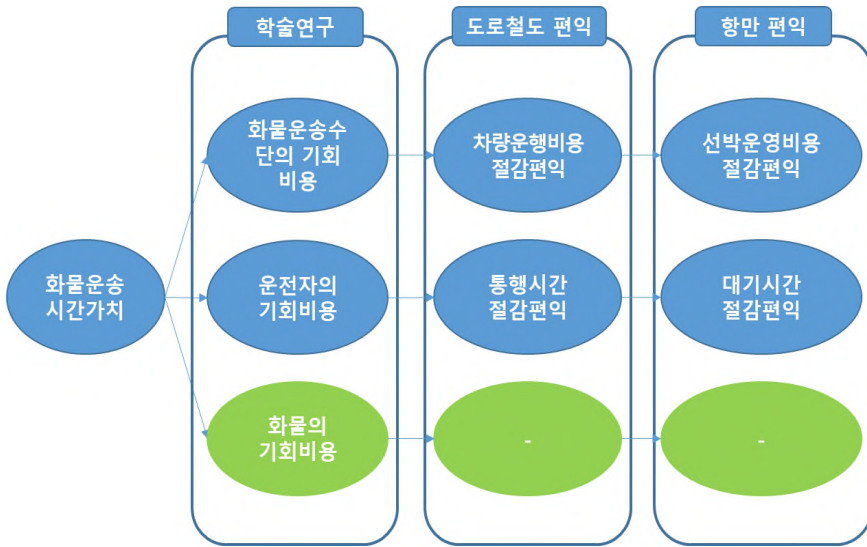 학술연구
도로철도 편익
항만 편익
화물운송수
단의 기회
비용
차량운행비용
절감편익
선박운영비용
절감편익
화물운송
시간가치
운전자의
기회비용
통행시간
절감편익
대기시간
절감편익
화물의
기회비용
-
-